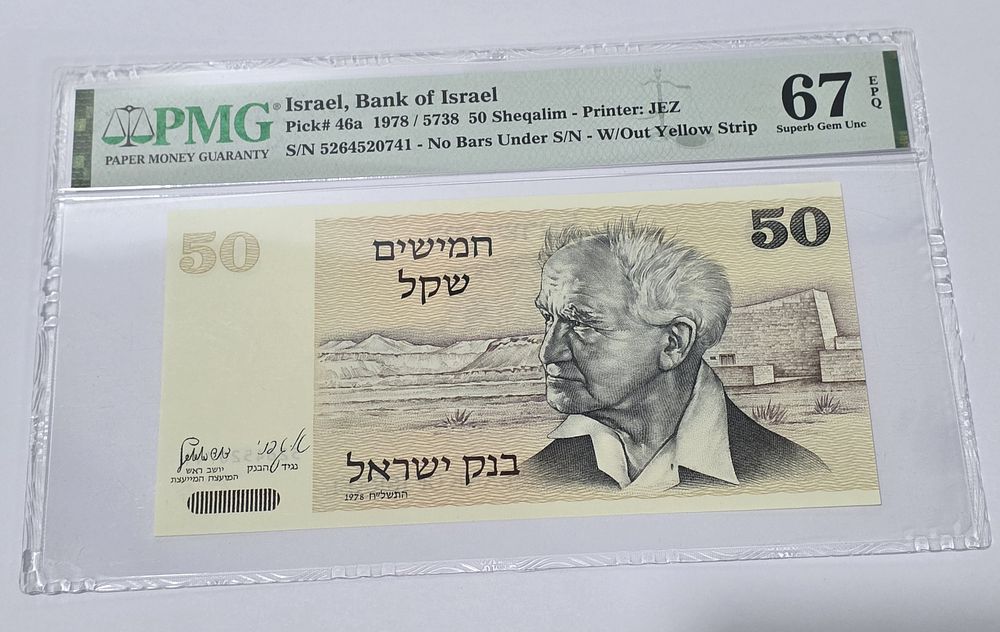 PMG®
PAPER MONEY GUARANTY
Israel, Bank of Israel
Pick# 46a 1978 / 5738 50 Sheqalim - Printer: JEZ
S/N 5264520741 - No Bars Under S/N - W/Out Yellow Strip
67
EPQ
Superb Gem Unc
50
חמישים
שקל
50
בנק ישראל
התשל"ח 1978
נגיד הבנק
יושב ראש
המועצה המייעצת